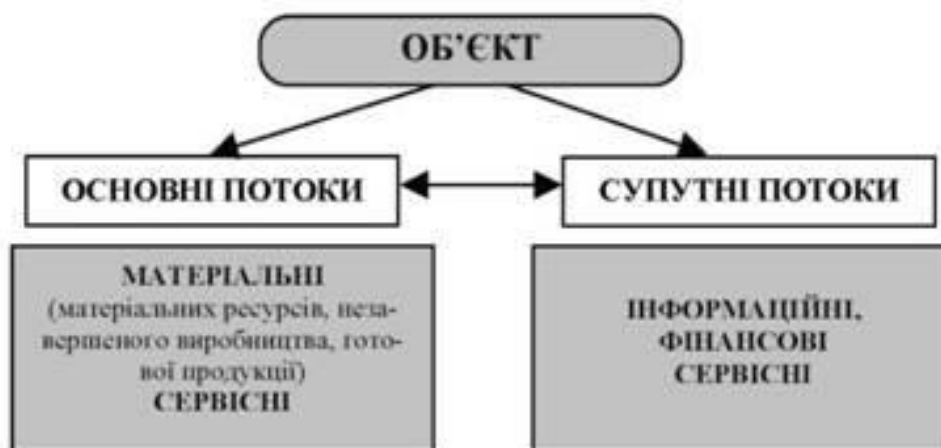 ОБ’ЄКТ
ОСНОВНІ ПОТОКИ
СУПУТНІ ПОТОКИ
МАТЕРІАЛЬНІ
(матеріальних ресурсів, неза-
вершеного виробництва, гото-
вої продукції)
СЕРВІСНІ
ІНФОРМАЦІЙНІ,
ФІНАНСОВІ
СЕРВІСНІ